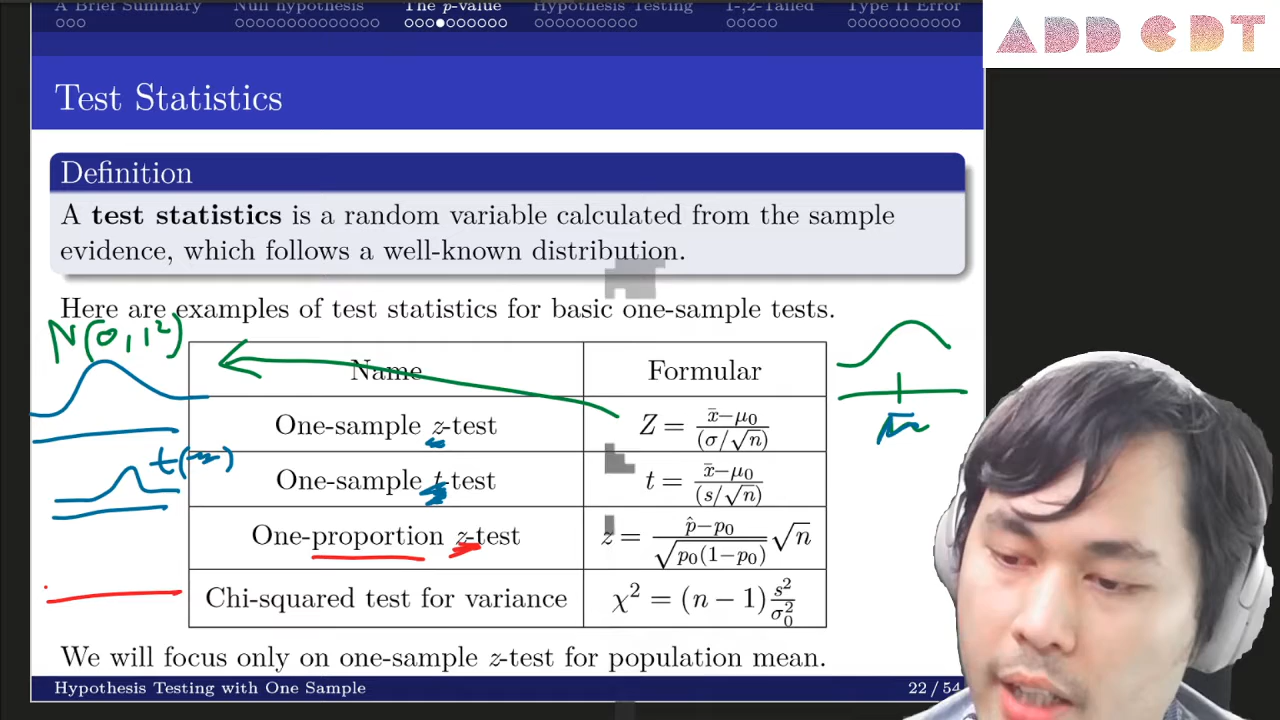 A Brief Summary Null hypothesis The p-value Hypothesis Testing 1-,2-Tailed Type II Error
ADD CDT
Test Statistics
Definition
A test statistics is a random variable calculated from the sample
evidence, which follows a well-known distribution.
Here are examples of test statistics for basic one-sample tests.
N(0,1²)
Name Formular
One-sample z-test Z = x̄−μ₀/(σ/√n)
t(
One-sample t-test t = x̄−μ₀/(s/√n)
One-proportion z-test z = p̂−p₀/√p₀(1−p₀) √n
Chi-squared test for variance χ² = (n − 1) s²/σ₀²
We will focus only on one-sample z-test for population mean.
Hypothesis Testing with One Sample 22 / 54